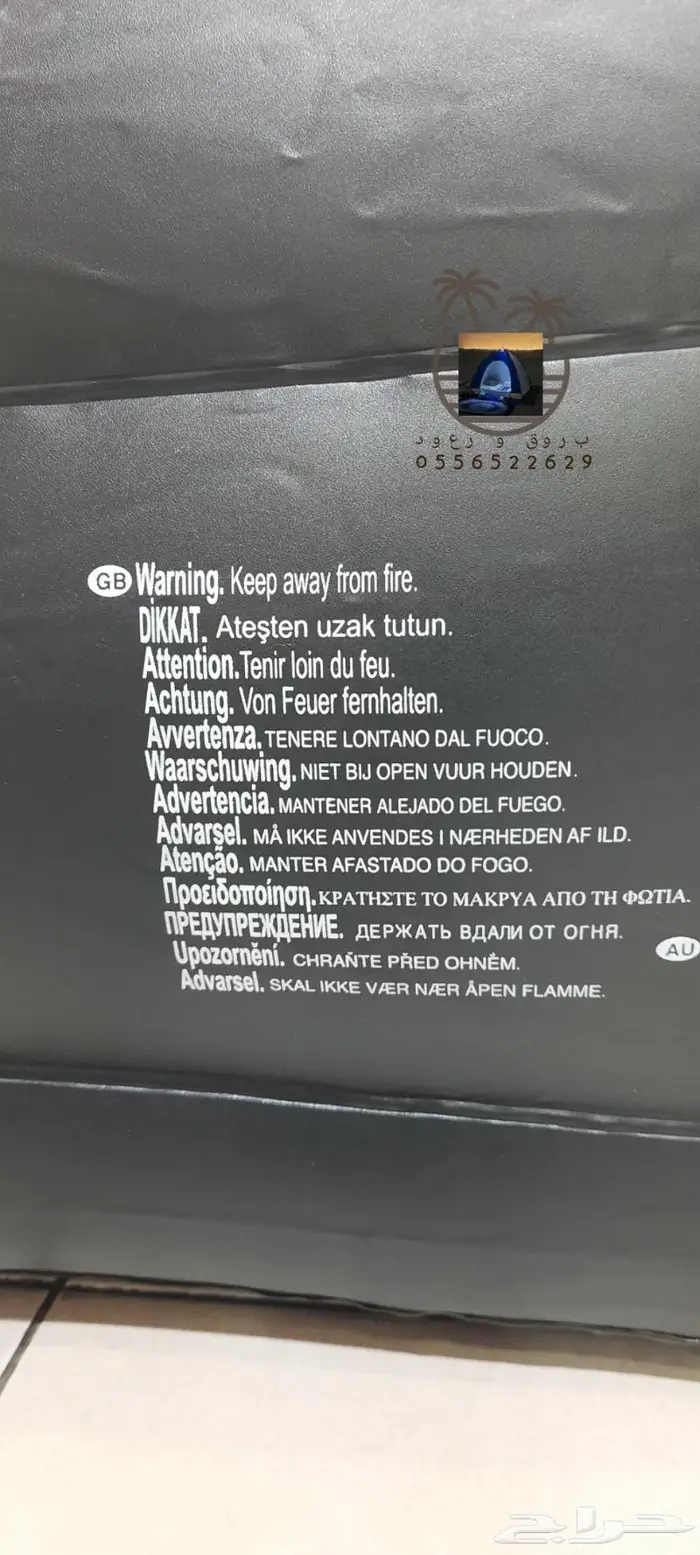 بروق و رعود
0556522629
GB Warning. Keep away from fire.
DİKKAT. Ateşten uzak tutun.
Attention. Tenir loin du feu.
Achtung. Von Feuer fernhalten.
Avvertenza. TENERE LONTANO DAL FUOCO.
Waarschuwing. NIET BIJ OPEN VUUR HOUDEN.
Advertencia. MANTENER ALEJADO DEL FUEGO.
Advarsel. MÅ IKKE ANVENDES I NÆRHEDEN AF ILD.
Atenção. MANTER AFASTADO DO FOGO.
Προειδοποίηση. ΚΡΑΤΗΣΤΕ ΤΟ ΜΑΚΡΥΑ ΑΠΟ ΤΗ ΦΩΤΙΑ.
ПРЕДУПРЕЖДЕНИЕ. ДЕРЖАТЬ ВДАЛИ ОТ ОГНЯ.
AU
Upozornění. CHRAŇTE PŘED OHNĚM.
Advarsel. SKAL IKKE VÆR NÆR ÅPEN FLAMME.
حراج